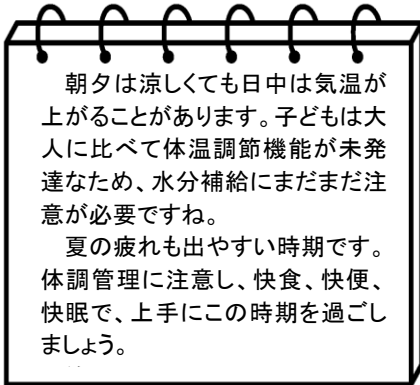 朝夕は涼しくても日中は気温が
上がることがあります。子どもは大
人に比べて体温調節機能が未発
達なため、水分補給にまだまだ注
意が必要ですね。
　夏の疲れも出やすい時期です。
体調管理に注意し、快食、快便、
快眠で、上手にこの時期を過ごし
ましょう。